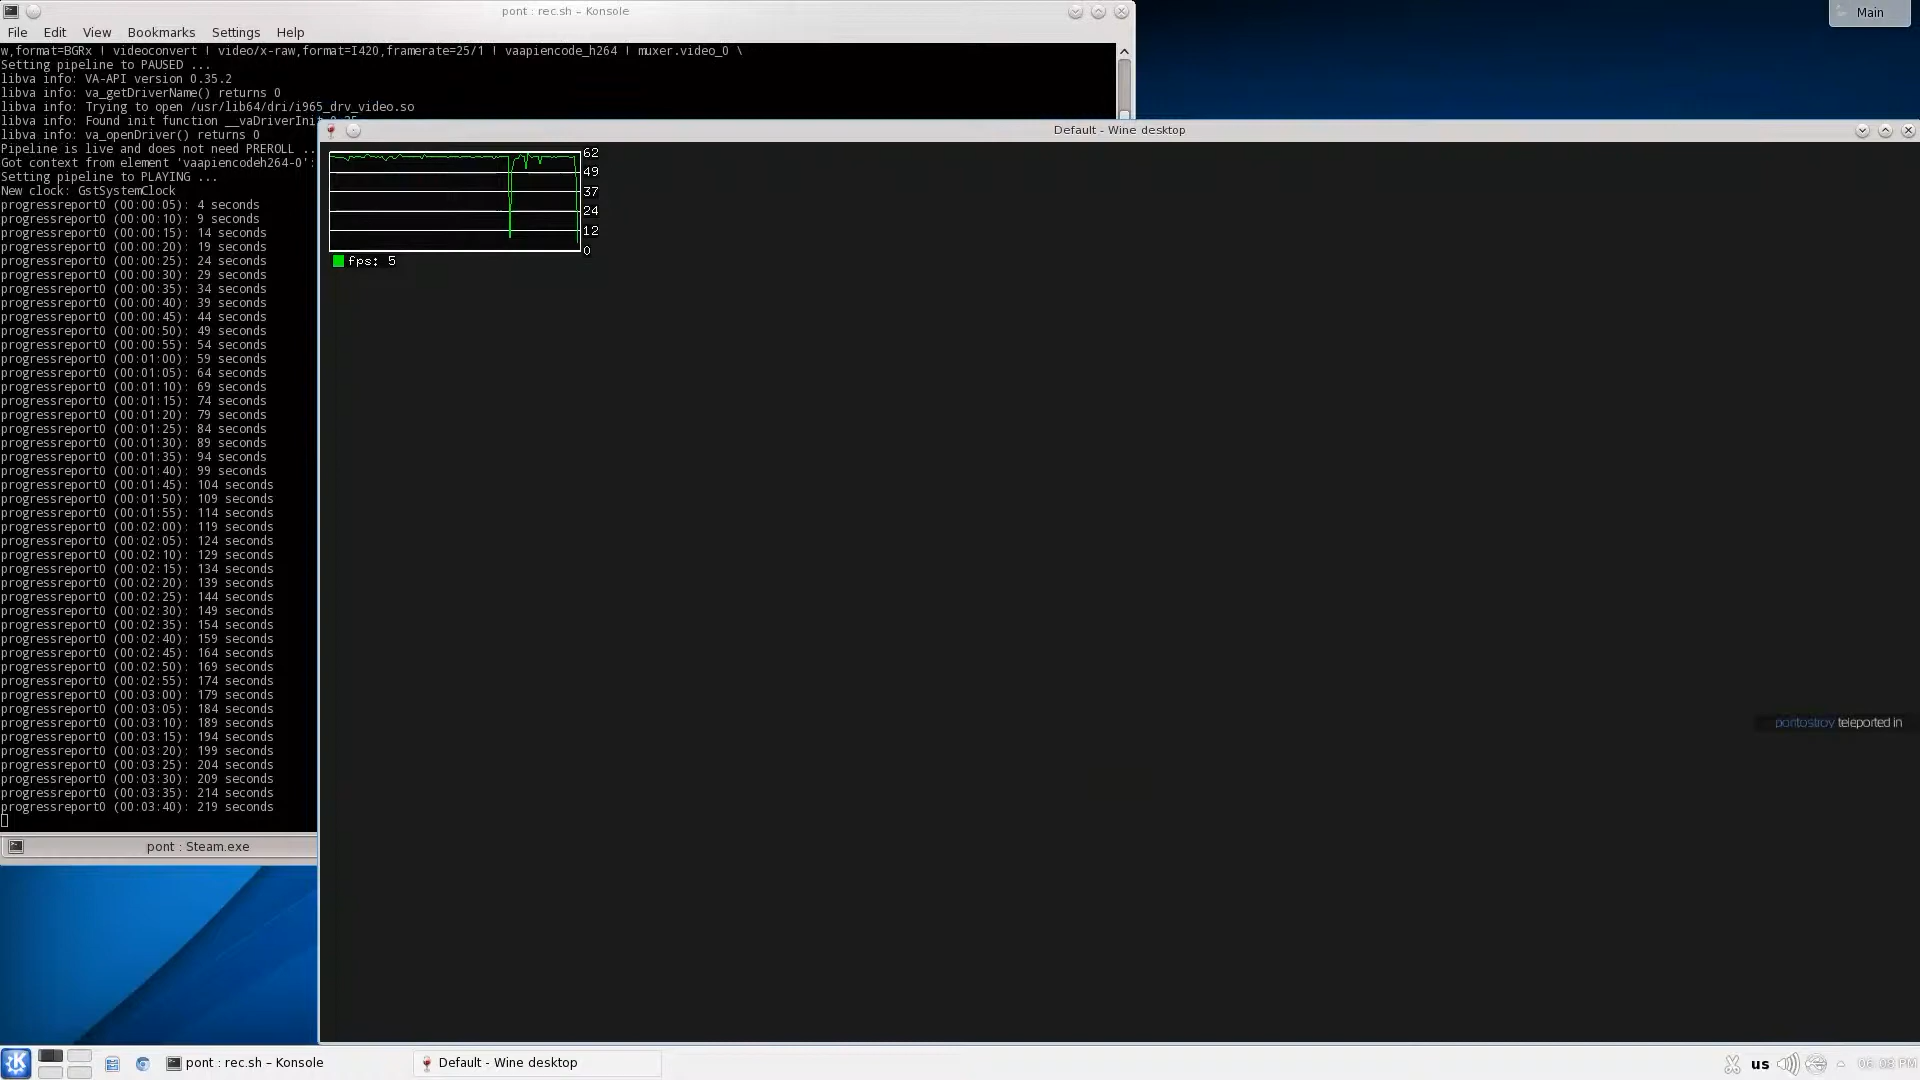 pont : rec.sh – Konsole
Main
File Edit View Bookmarks Settings Help
w,format=BGRx ! videoconvert ! video/x-raw,format=I420,framerate=25/1 ! vaapiencode_h264 ! muxer.video_0 \
Setting pipeline to PAUSED ...
libva info: VA-API version 0.35.2
libva info: va_getDriverName() returns 0
libva info: Trying to open /usr/lib64/dri/i965_drv_video.so
libva info: Found init function __vaDriverInit_0_35
libva info: va_openDriver() returns 0
Default - Wine desktop
Pipeline is live and does not need PREROLL ..
Got context from element 'vaapiencodeh264-0':
Setting pipeline to PLAYING ...
New clock: GstSystemClock
progressreport0 (00:00:05): 4 seconds
progressreport0 (00:00:10): 9 seconds
progressreport0 (00:00:15): 14 seconds
progressreport0 (00:00:20): 19 seconds
progressreport0 (00:00:25): 24 seconds
progressreport0 (00:00:30): 29 seconds
progressreport0 (00:00:35): 34 seconds
progressreport0 (00:00:40): 39 seconds
progressreport0 (00:00:45): 44 seconds
progressreport0 (00:00:50): 49 seconds
progressreport0 (00:00:55): 54 seconds
progressreport0 (00:01:00): 59 seconds
progressreport0 (00:01:05): 64 seconds
progressreport0 (00:01:10): 69 seconds
progressreport0 (00:01:15): 74 seconds
progressreport0 (00:01:20): 79 seconds
progressreport0 (00:01:25): 84 seconds
progressreport0 (00:01:30): 89 seconds
progressreport0 (00:01:35): 94 seconds
progressreport0 (00:01:40): 99 seconds
progressreport0 (00:01:45): 104 seconds
progressreport0 (00:01:50): 109 seconds
progressreport0 (00:01:55): 114 seconds
progressreport0 (00:02:00): 119 seconds
progressreport0 (00:02:05): 124 seconds
progressreport0 (00:02:10): 129 seconds
progressreport0 (00:02:15): 134 seconds
progressreport0 (00:02:20): 139 seconds
progressreport0 (00:02:25): 144 seconds
progressreport0 (00:02:30): 149 seconds
progressreport0 (00:02:35): 154 seconds
progressreport0 (00:02:40): 159 seconds
progressreport0 (00:02:45): 164 seconds
progressreport0 (00:02:50): 169 seconds
progressreport0 (00:02:55): 174 seconds
progressreport0 (00:03:00): 179 seconds
progressreport0 (00:03:05): 184 seconds
progressreport0 (00:03:10): 189 seconds
progressreport0 (00:03:15): 194 seconds
progressreport0 (00:03:20): 199 seconds
progressreport0 (00:03:25): 204 seconds
progressreport0 (00:03:30): 209 seconds
progressreport0 (00:03:35): 214 seconds
progressreport0 (00:03:40): 219 seconds
62
49
37
24
12
0
fps: 5
pontostroy teleported in
pont : Steam.exe
pont : rec.sh – Konsole
Default - Wine desktop
us
06:08 PM